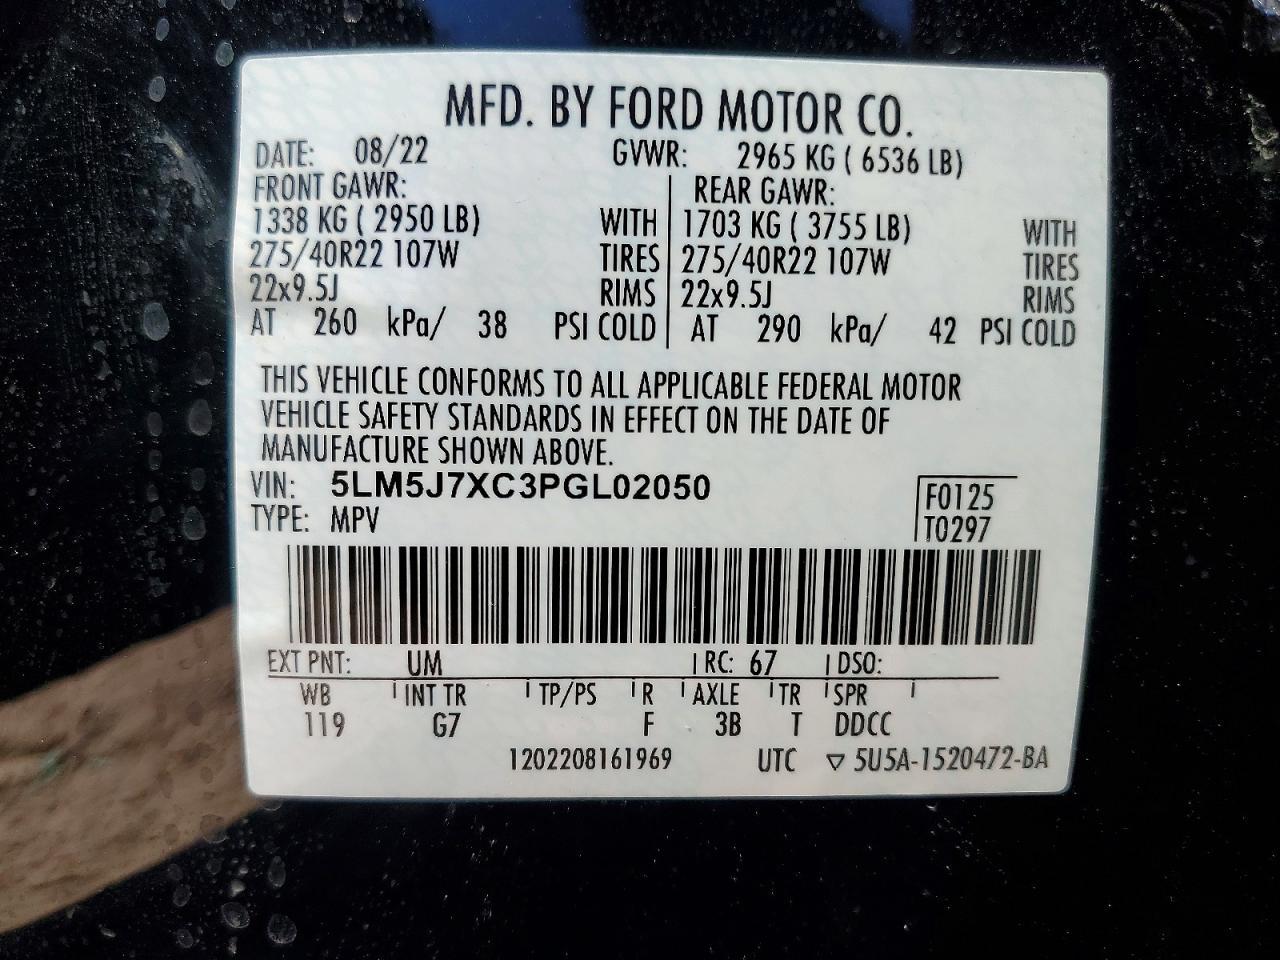 MFD. BY FORD MOTOR CO.
DATE: 08/22 GVWR: 2965 KG ( 6536 LB)
FRONT GAWR: REAR GAWR:
1338 KG ( 2950 LB) WITH 1703 KG ( 3755 LB) WITH
275/40R22 107W TIRES 275/40R22 107W TIRES
22x9.5J RIMS 22x9.5J RIMS
AT 260 kPa/ 38 PSI COLD AT 290 kPa/ 42 PSI COLD
THIS VEHICLE CONFORMS TO ALL APPLICABLE FEDERAL MOTOR
VEHICLE SAFETY STANDARDS IN EFFECT ON THE DATE OF
MANUFACTURE SHOWN ABOVE.
VIN: 5LM5J7XC3PGL02050 F0125
TYPE: MPV T0297
EXT PNT: UM RC: 67 DSO:
WB INT TR TP/PS R AXLE TR SPR
119 G7 F 3B T DDCC
1202208161969 UTC ▽ 5U5A-1520472-BA